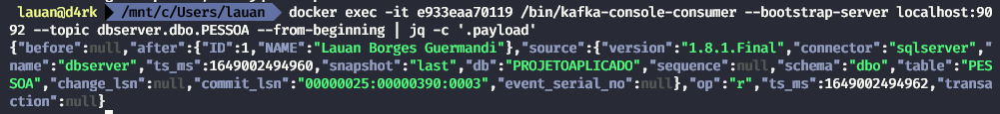 lauan@d4rk /mnt/c/Users/lauan docker exec -it e933eaa70119 /bin/kafka-console-consumer --bootstrap-server localhost:90
92 --topic dbserver.dbo.PESSOA --from-beginning | jq -c '.payload'
{"before":null,"after":{"ID":1,"NAME":"Lauan Borges Guermandi"},"source":{"version":"1.8.1.Final","connector":"sqlserver","
name":"dbserver","ts_ms":1649002494960,"snapshot":"last","db":"PROJETOAPLICADO","sequence":null,"schema":"dbo","table":"PES
SOA","change_lsn":null,"commit_lsn":"00000025:00000390:0003","event_serial_no":null},"op":"r","ts_ms":1649002494962,"transa
ction":null}